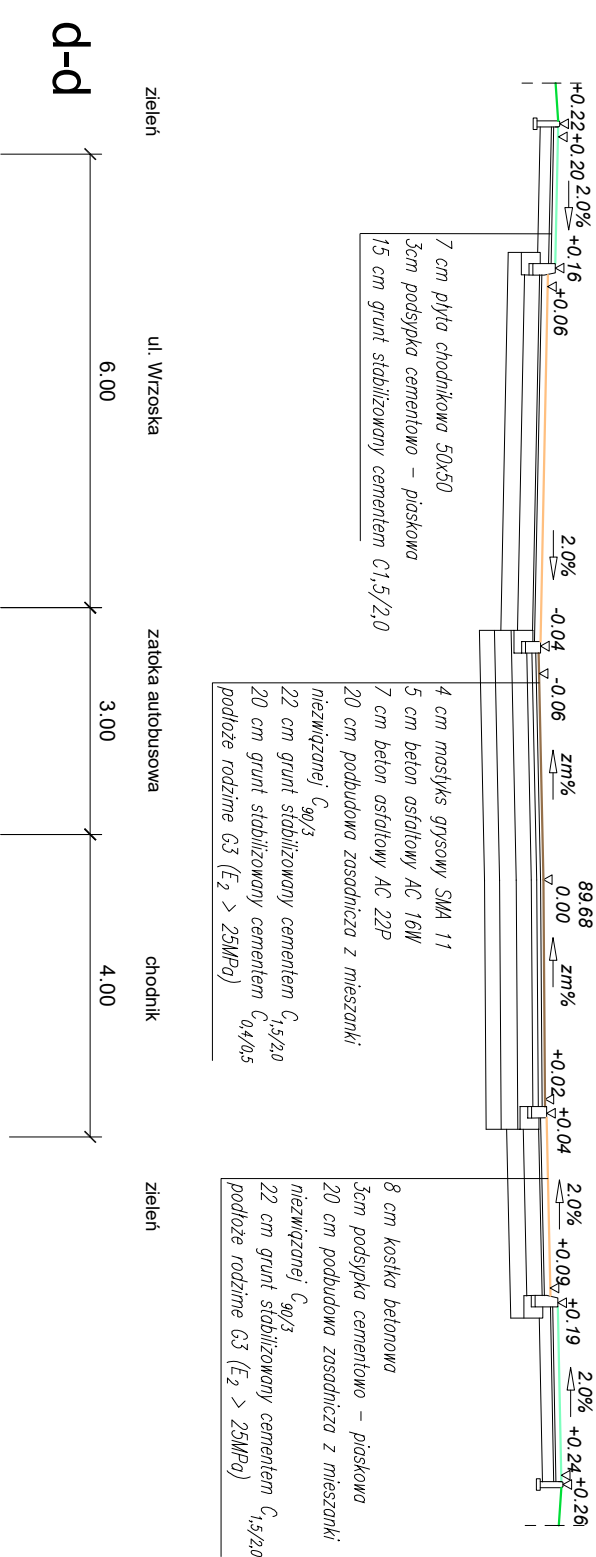 +0.22
+0.20
2.0%
+0.16
+0.06
2.0%
-0.04
-0.06
zm%
89.68
0.00
zm%
+0.02
+0.04
2.0%
+0.09
+0.19
2.0%
+0.24
+0.26
7 cm płyta chodnikowa 50x50
3cm podsypka cementowo - piaskowa
15 cm grunt stabilizowany cementem C1,5/2,0
4 cm mastyks grysowy SMA 11
5 cm beton asfaltowy AC 16W
7 cm beton asfaltowy AC 22P
20 cm podbudowa zasadnicza z mieszanki
niezwiązanej C90/3
22 cm grunt stabilizowany cementem C1,5/2,0
20 cm grunt stabilizowany cementem C0,4/0,5
podłoże rodzime G3 (E2 > 25MPa)
8 cm kostka betonowa
3cm podsypka cementowo - piaskowa
20 cm podbudowa zasadnicza z mieszanki
niezwiązanej C90/3
22 cm grunt stabilizowany cementem C1,5/2,0
podłoże rodzime G3 (E2 > 25MPa)
zieleń
ul. Wrzoska
zatoka autobusowa
chodnik
zieleń
6.00
3.00
4.00
d-d